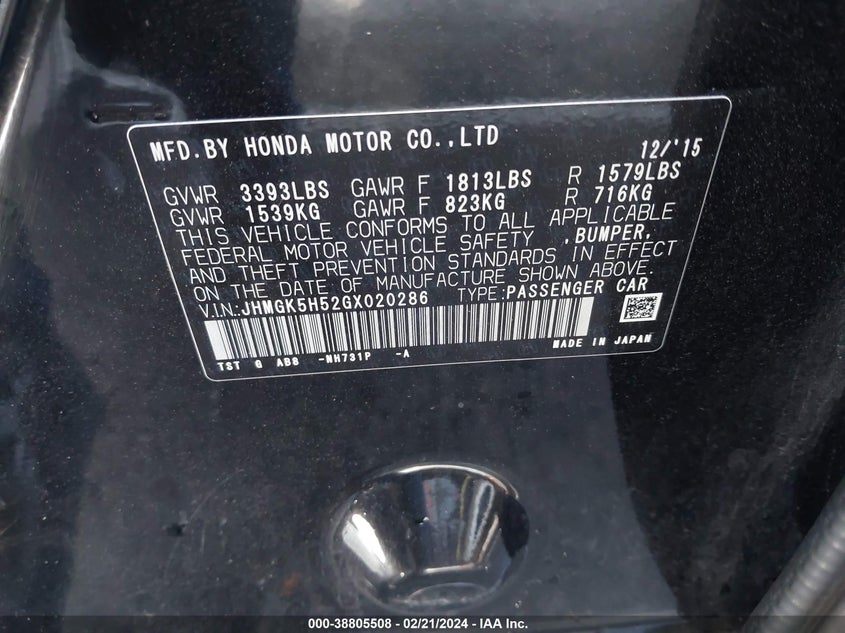 MFD.BY HONDA MOTOR CO.,LTD 12/'15
GVWR 3393LBS GAWR F 1813LBS R 1579LBS
GVWR 1539KG GAWR F 823KG R 716KG
THIS VEHICLE CONFORMS TO ALL APPLICABLE
FEDERAL MOTOR VEHICLE SAFETY ,BUMPER,
AND THEFT PREVENTION STANDARDS IN EFFECT
ON THE DATE OF MANUFACTURE SHOWN ABOVE.
V.I.N:JHMGK5H52GX020286 TYPE:PASSENGER CAR
TST G AB8 -NH731P -A MADE IN JAPAN
000-38805508 - 02/21/2024 - IAA Inc.